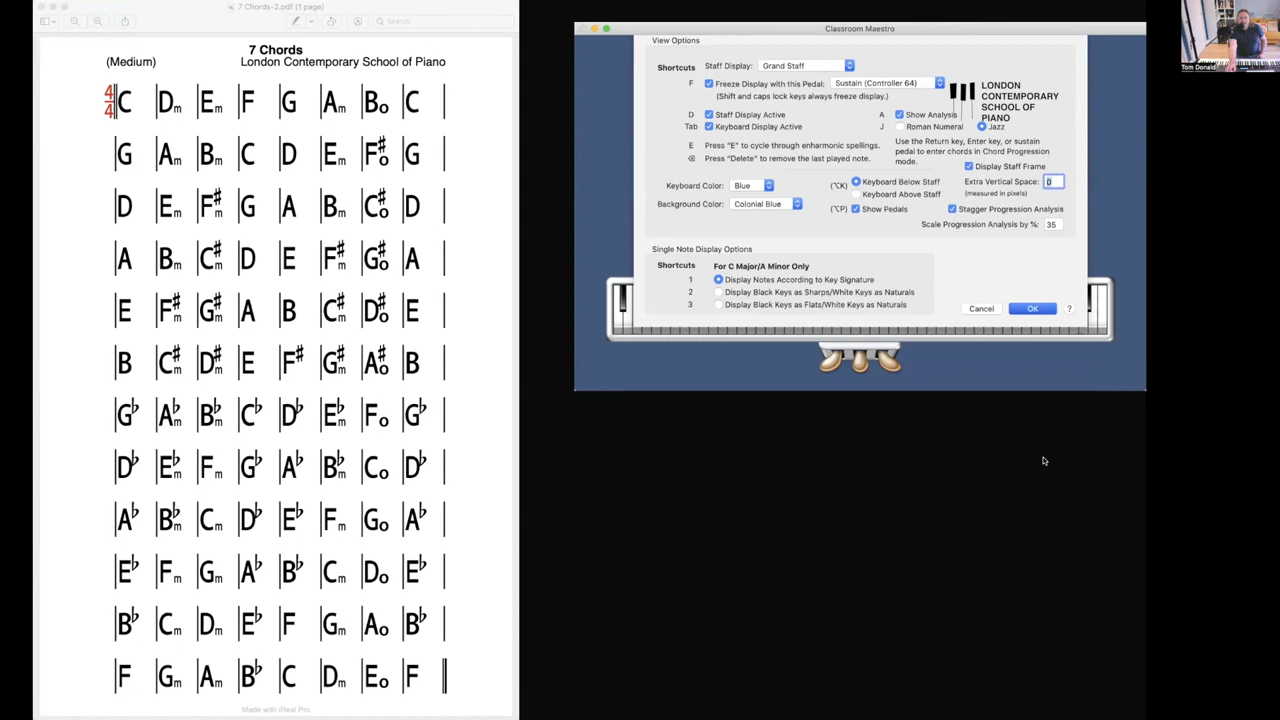 7 Chords-2.pdf (1 page)
Search
7 Chords
(Medium) London Contemporary School of Piano
4/4 C Dm Em F G Am Bo C
G Am Bm C D Em F♯o G
D Em F♯m G A Bm C♯o D
A Bm C♯m D E F♯m G♯o A
E F♯m G♯m A B C♯m D♯o E
B C♯m D♯m E F♯ G♯m A♯o B
G♭ A♭m B♭m C♭ D♭ E♭m Fo G♭
D♭ E♭m Fm G♭ A♭ B♭m Co D♭
A♭ B♭m Cm D♭ E♭ Fm Go A♭
E♭ Fm Gm A♭ B♭ Cm Do E♭
B♭ Cm Dm E♭ F Gm Ao B♭
F Gm Am B♭ C Dm Eo F
Made with iReal Pro
Classroom Maestro
View Options
Shortcuts Staff Display: Grand Staff
F Freeze Display with this Pedal: Sustain (Controller 64)
(Shift and caps lock keys always freeze display.)
D Staff Display Active
Tab Keyboard Display Active
E Press "E" to cycle through enharmonic spellings.
⌫ Press "Delete" to remove the last played note.
LONDON
CONTEMPORARY
SCHOOL OF
PIANO
A Show Analysis
J Roman Numeral Jazz
Use the Return key, Enter key, or sustain
pedal to enter chords in Chord Progression
mode.
Display Staff Frame
Keyboard Color: Blue
Background Color: Colonial Blue
(⌥K) Keyboard Below Staff
Keyboard Above Staff
(⌥P) Show Pedals
Extra Vertical Space: 0
(measured in pixels)
Stagger Progression Analysis
Scale Progression Analysis by %: 35
Single Note Display Options
Shortcuts For C Major/A Minor Only
1 Display Notes According to Key Signature
2 Display Black Keys as Sharps/White Keys as Naturals
3 Display Black Keys as Flats/White Keys as Naturals
Cancel OK ?
Tom Donald